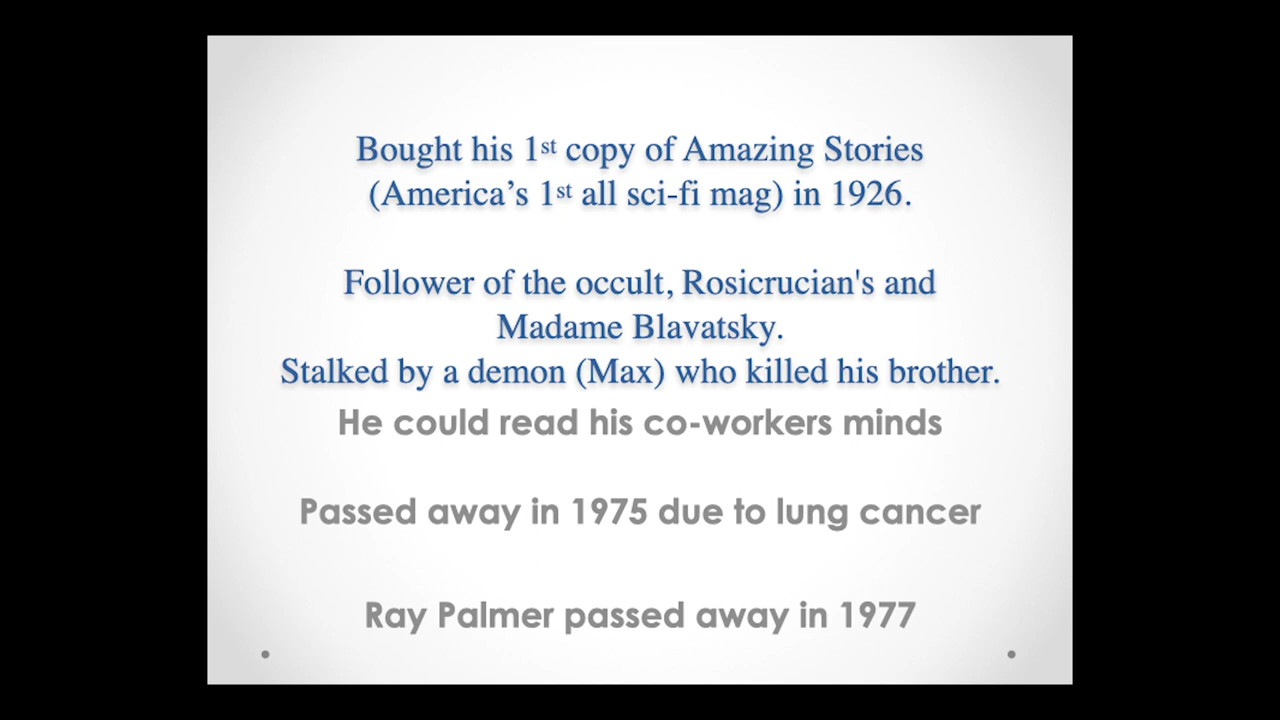 Bought his 1st copy of Amazing Stories
(America’s 1st all sci-fi mag) in 1926.
Follower of the occult, Rosicrucian's and
Madame Blavatsky.
Stalked by a demon (Max) who killed his brother.
He could read his co-workers minds
Passed away in 1975 due to lung cancer
Ray Palmer passed away in 1977